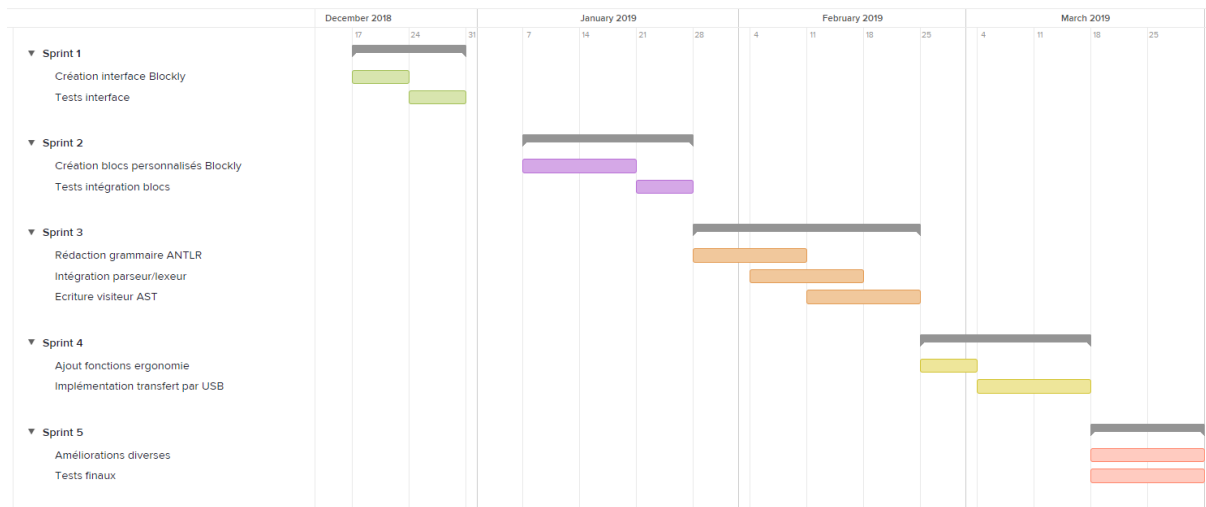 December 2018 January 2019 February 2019 March 2019
17 24 31 7 14 21 28 4 11 18 25 4 11 18 25
▼ Sprint 1
Création interface Blockly
Tests interface
▼ Sprint 2
Création blocs personnalisés Blockly
Tests intégration blocs
▼ Sprint 3
Rédaction grammaire ANTLR
Intégration parseur/lexeur
Ecriture visiteur AST
▼ Sprint 4
Ajout fonctions ergonomie
Implémentation transfert par USB
▼ Sprint 5
Améliorations diverses
Tests finaux